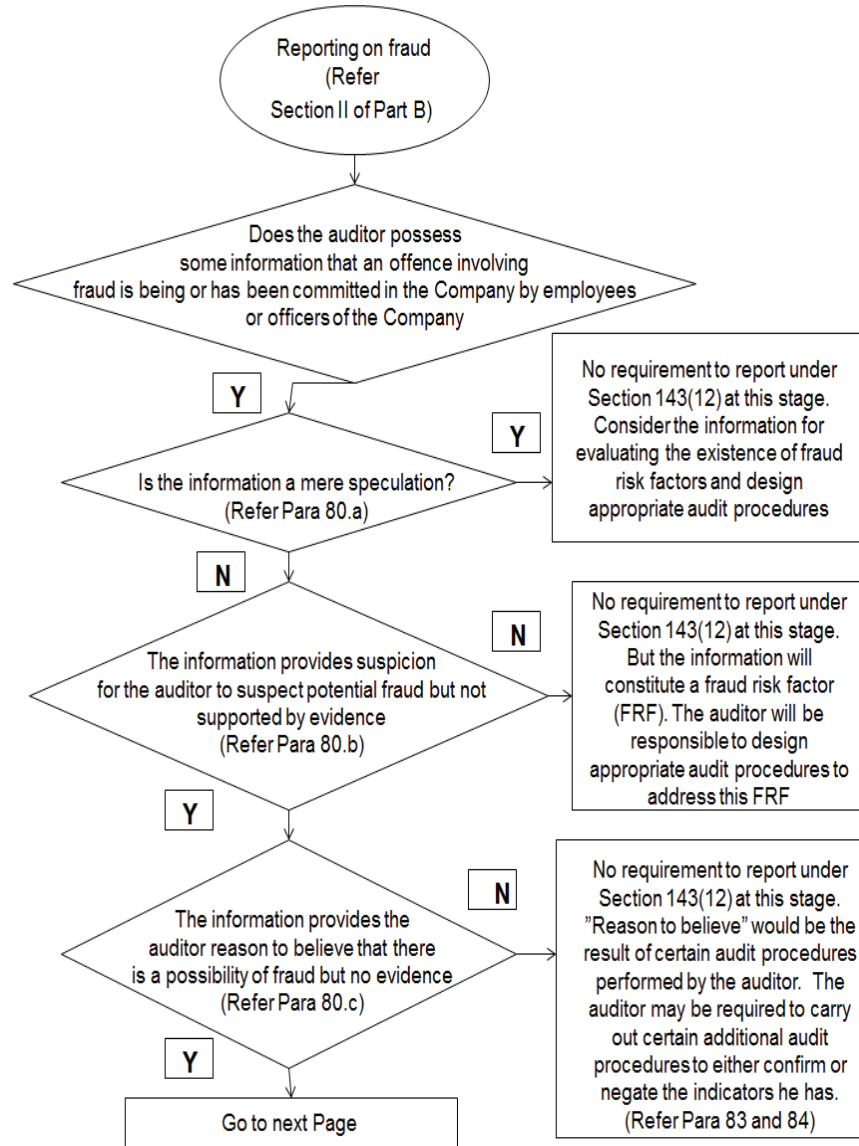 Reporting on fraud
(Refer
Section II of Part B)
Does the auditor possess
some information that an offence involving
fraud is being or has been committed in the Company by employees
or officers of the Company
Y
Y
No requirement to report under
Section 143(12) at this stage.
Consider the information for
evaluating the existence of fraud
risk factors and design
appropriate audit procedures
Is the information a mere speculation?
(Refer Para 80.a)
N
N
No requirement to report under
Section 143(12) at this stage.
But the information will
constitute a fraud risk factor
(FRF). The auditor will be
responsible to design
appropriate audit procedures to
address this FRF
The information provides suspicion
for the auditor to suspect potential fraud but not
supported by evidence
(Refer Para 80.b)
Y
N
No requirement to report under
Section 143(12) at this stage.
”Reason to believe” would be the
result of certain audit procedures
performed by the auditor. The
auditor may be required to carry
out certain additional audit
procedures to either confirm or
negate the indicators he has.
(Refer Para 83 and 84)
The information provides the
auditor reason to believe that there
is a possibility of fraud but no evidence
(Refer Para 80.c)
Y
Go to next Page